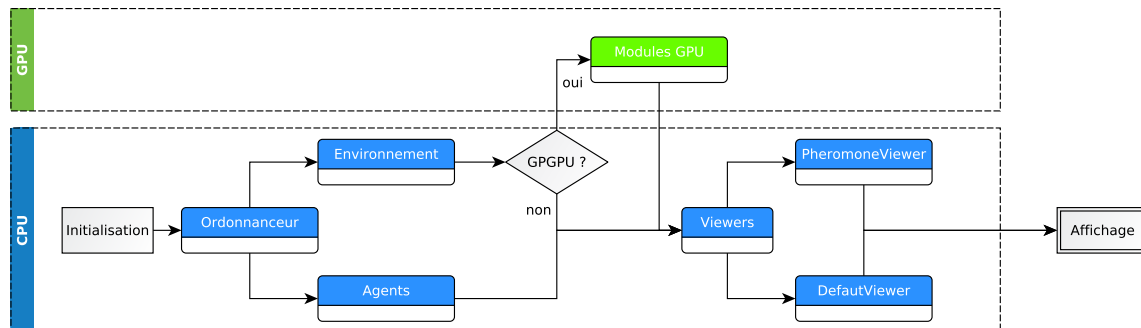 GPU
Modules GPU
oui
CPU
Environnement
GPGPU ?
PheromoneViewer
non
Initialisation
Ordonnanceur
Viewers
Affichage
Agents
DefautViewer